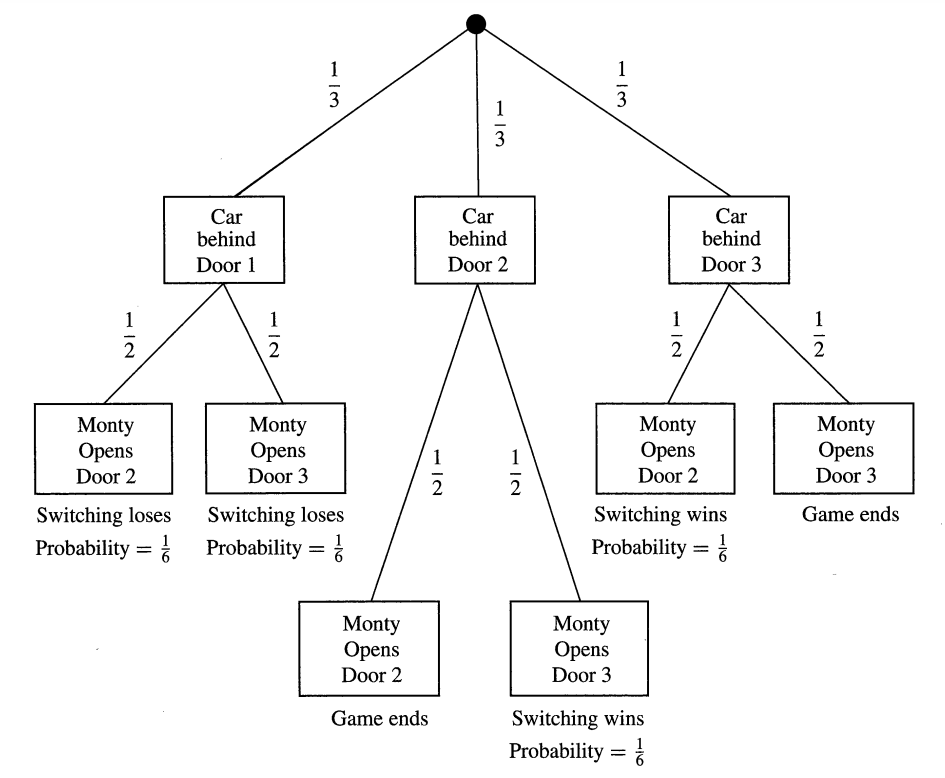 1/3
1/3
1/3
Car
behind
Door 1
Car
behind
Door 2
Car
behind
Door 3
1/2
1/2
1/2
1/2
Monty
Opens
Door 2
Monty
Opens
Door 3
Monty
Opens
Door 2
Monty
Opens
Door 3
1/2
1/2
Switching loses
Probability = 1/6
Switching loses
Probability = 1/6
Switching wins
Probability = 1/6
Game ends
Monty
Opens
Door 2
Monty
Opens
Door 3
Game ends
Switching wins
Probability = 1/6